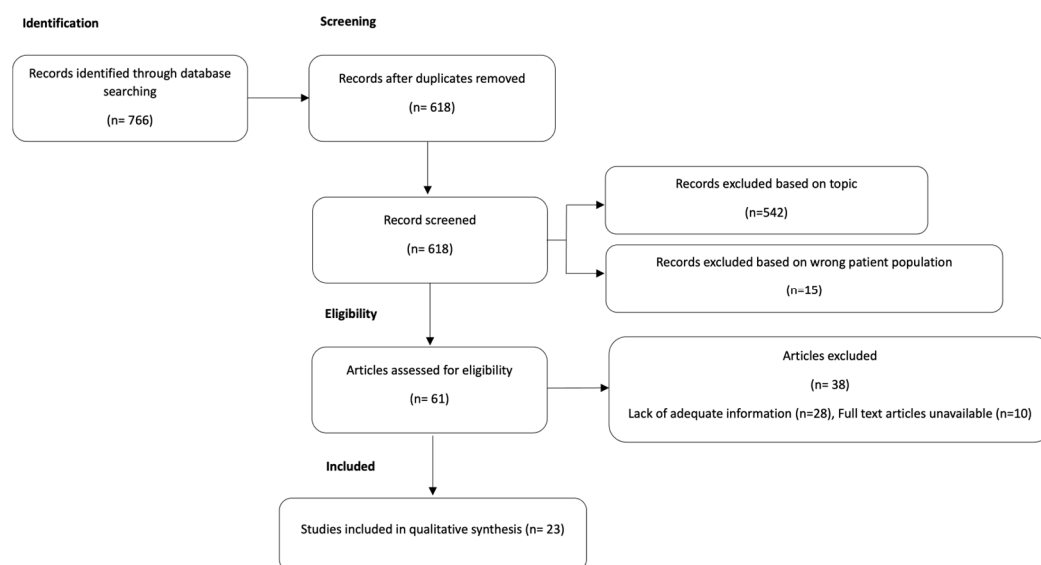 Identification
Screening
Records identified through database
searching
(n= 766)
Records after duplicates removed
(n= 618)
Record screened
(n= 618)
Records excluded based on topic
(n=542)
Records excluded based on wrong patient population
(n=15)
Eligibility
Articles assessed for eligibility
(n= 61)
Articles excluded
(n= 38)
Lack of adequate information (n=28), Full text articles unavailable (n=10)
Included
Studies included in qualitative synthesis (n= 23)